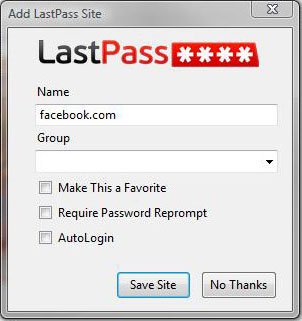 Add LastPass Site
LastPass ****
Name
facebook.com
Group
Make This a Favorite
Require Password Reprompt
AutoLogin
Save Site No Thanks